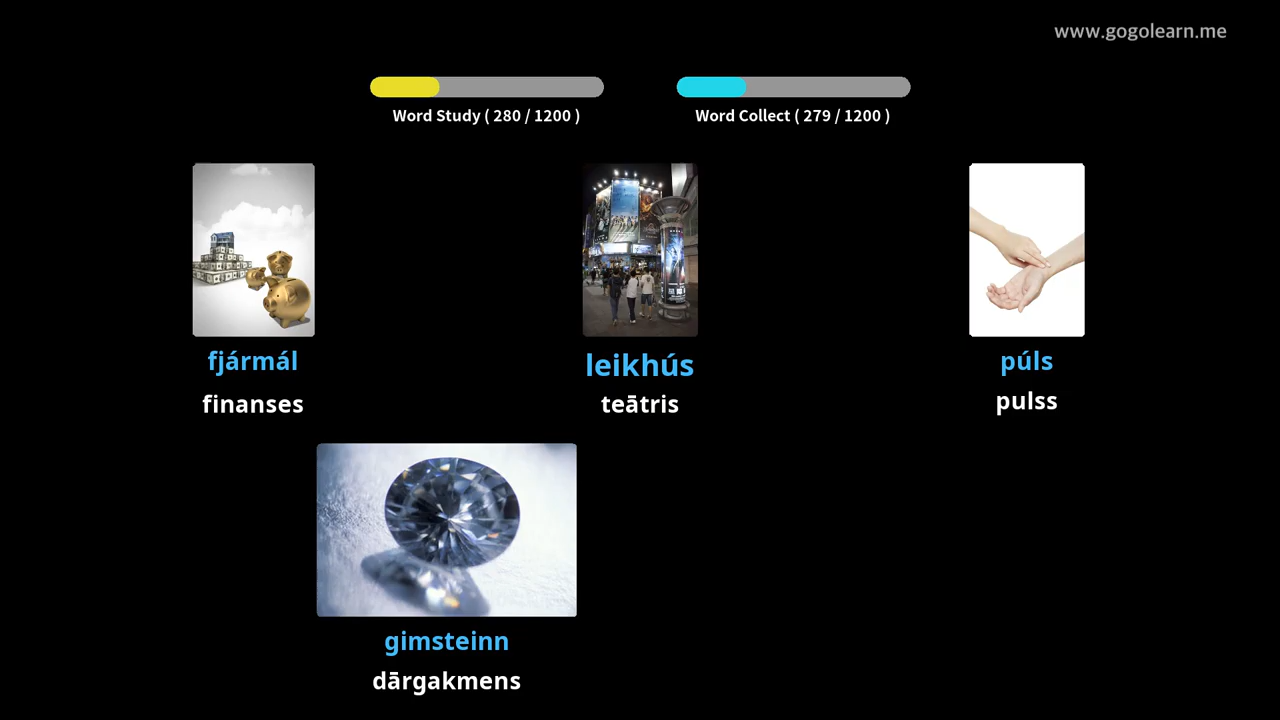 www.gogolearn.me
Word Study ( 280 / 1200 )
Word Collect ( 279 / 1200 )
fjármál
leikhús
púls
finanses
teātris
pulss
gimsteinn
dārgakmens